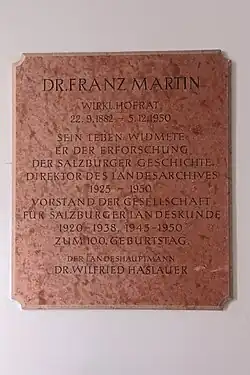 DR. FRANZ MARTIN
WIRKL. HOFRAT
22.9.1882 – 5.12.1950
SEIN LEBEN WIDMETE
ER DER ERFORSCHUNG
DER SALZBURGER GESCHICHTE.
DIREKTOR DES LANDESARCHIVES
1925 – 1950
VORSTAND DER GESELLSCHAFT
FÜR SALZBURGER LANDESKUNDE
1920 – 1938, 1945 – 1950
ZUM 100. GEBURTSTAG.
DER LANDESHAUPTMANN
DR. WILFRIED HASLAUER